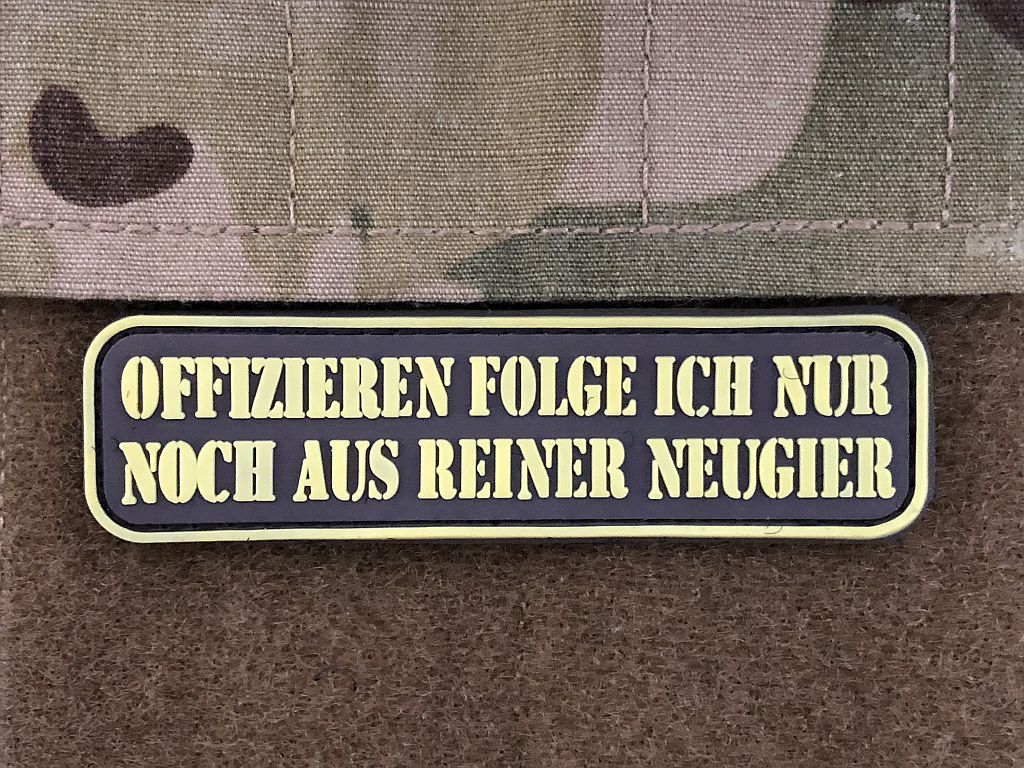 OFFIZIEREN FOLGE ICH NUR
NOCH AUS REINER NEUGIER